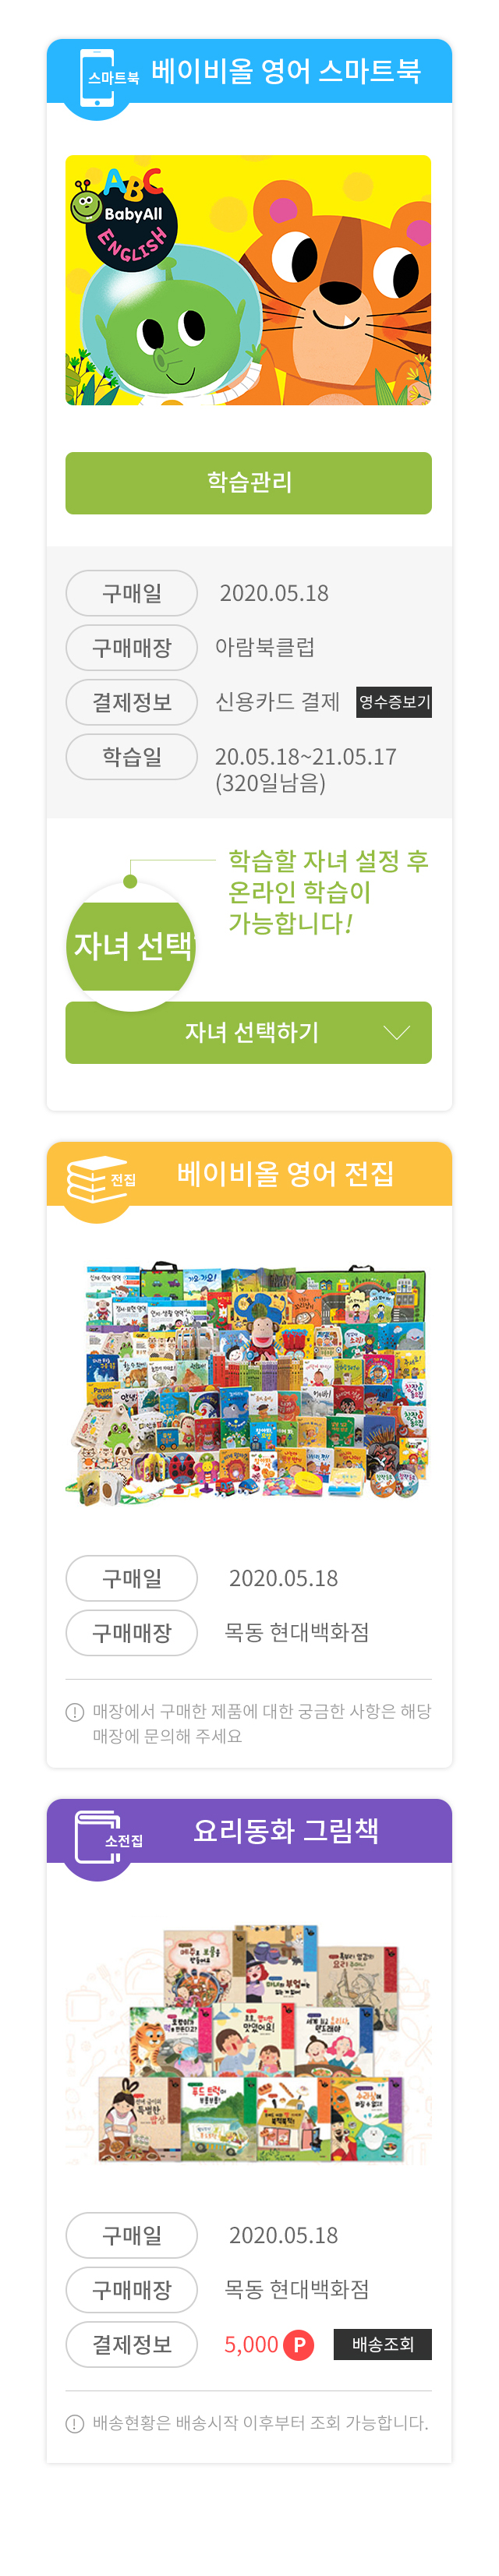 스마트북
베이비올 영어 스마트북
ABC
BabyAll
ENGLISH
학습관리
구매일 2020.05.18
구매매장 아람북클럽
결제정보 신용카드 결제 영수증보기
학습일 20.05.18~21.05.17
(320일남음)
학습할 자녀 설정 후
온라인 학습이
가능합니다!
자녀 선택
자녀 선택하기
전집
베이비올 영어 전집
구매일 2020.05.18
구매매장 목동 현대백화점
매장에서 구매한 제품에 대한 궁금한 사항은 해당
매장에 문의해 주세요
소전집
요리동화 그림책
구매일 2020.05.18
구매매장 목동 현대백화점
결제정보 5,000 P 배송조회
배송현황은 배송시작 이후부터 조회 가능합니다.